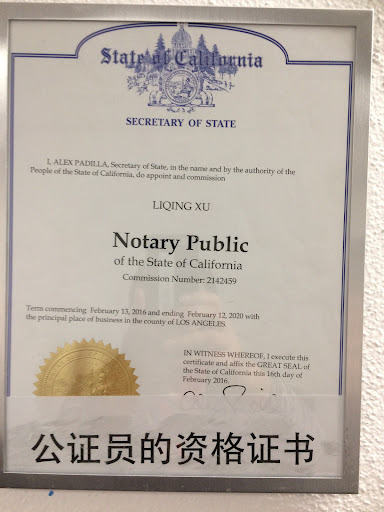 State of California
SECRETARY OF STATE
I, ALEX PADILLA, Secretary of State, in the name and by the authority of the
People of the State of California, do appoint and commission
LIQING XU
Notary Public
of the State of California
Commission Number: 2142459
Term commencing February 13, 2016 and ending February 12, 2020 with
the principal place of business in the county of LOS ANGELES.
IN WITNESS WHEREOF, I execute this
certificate and affix the GREAT SEAL of
the State of California this 16th day of
February 2016.
公证员的资格证书